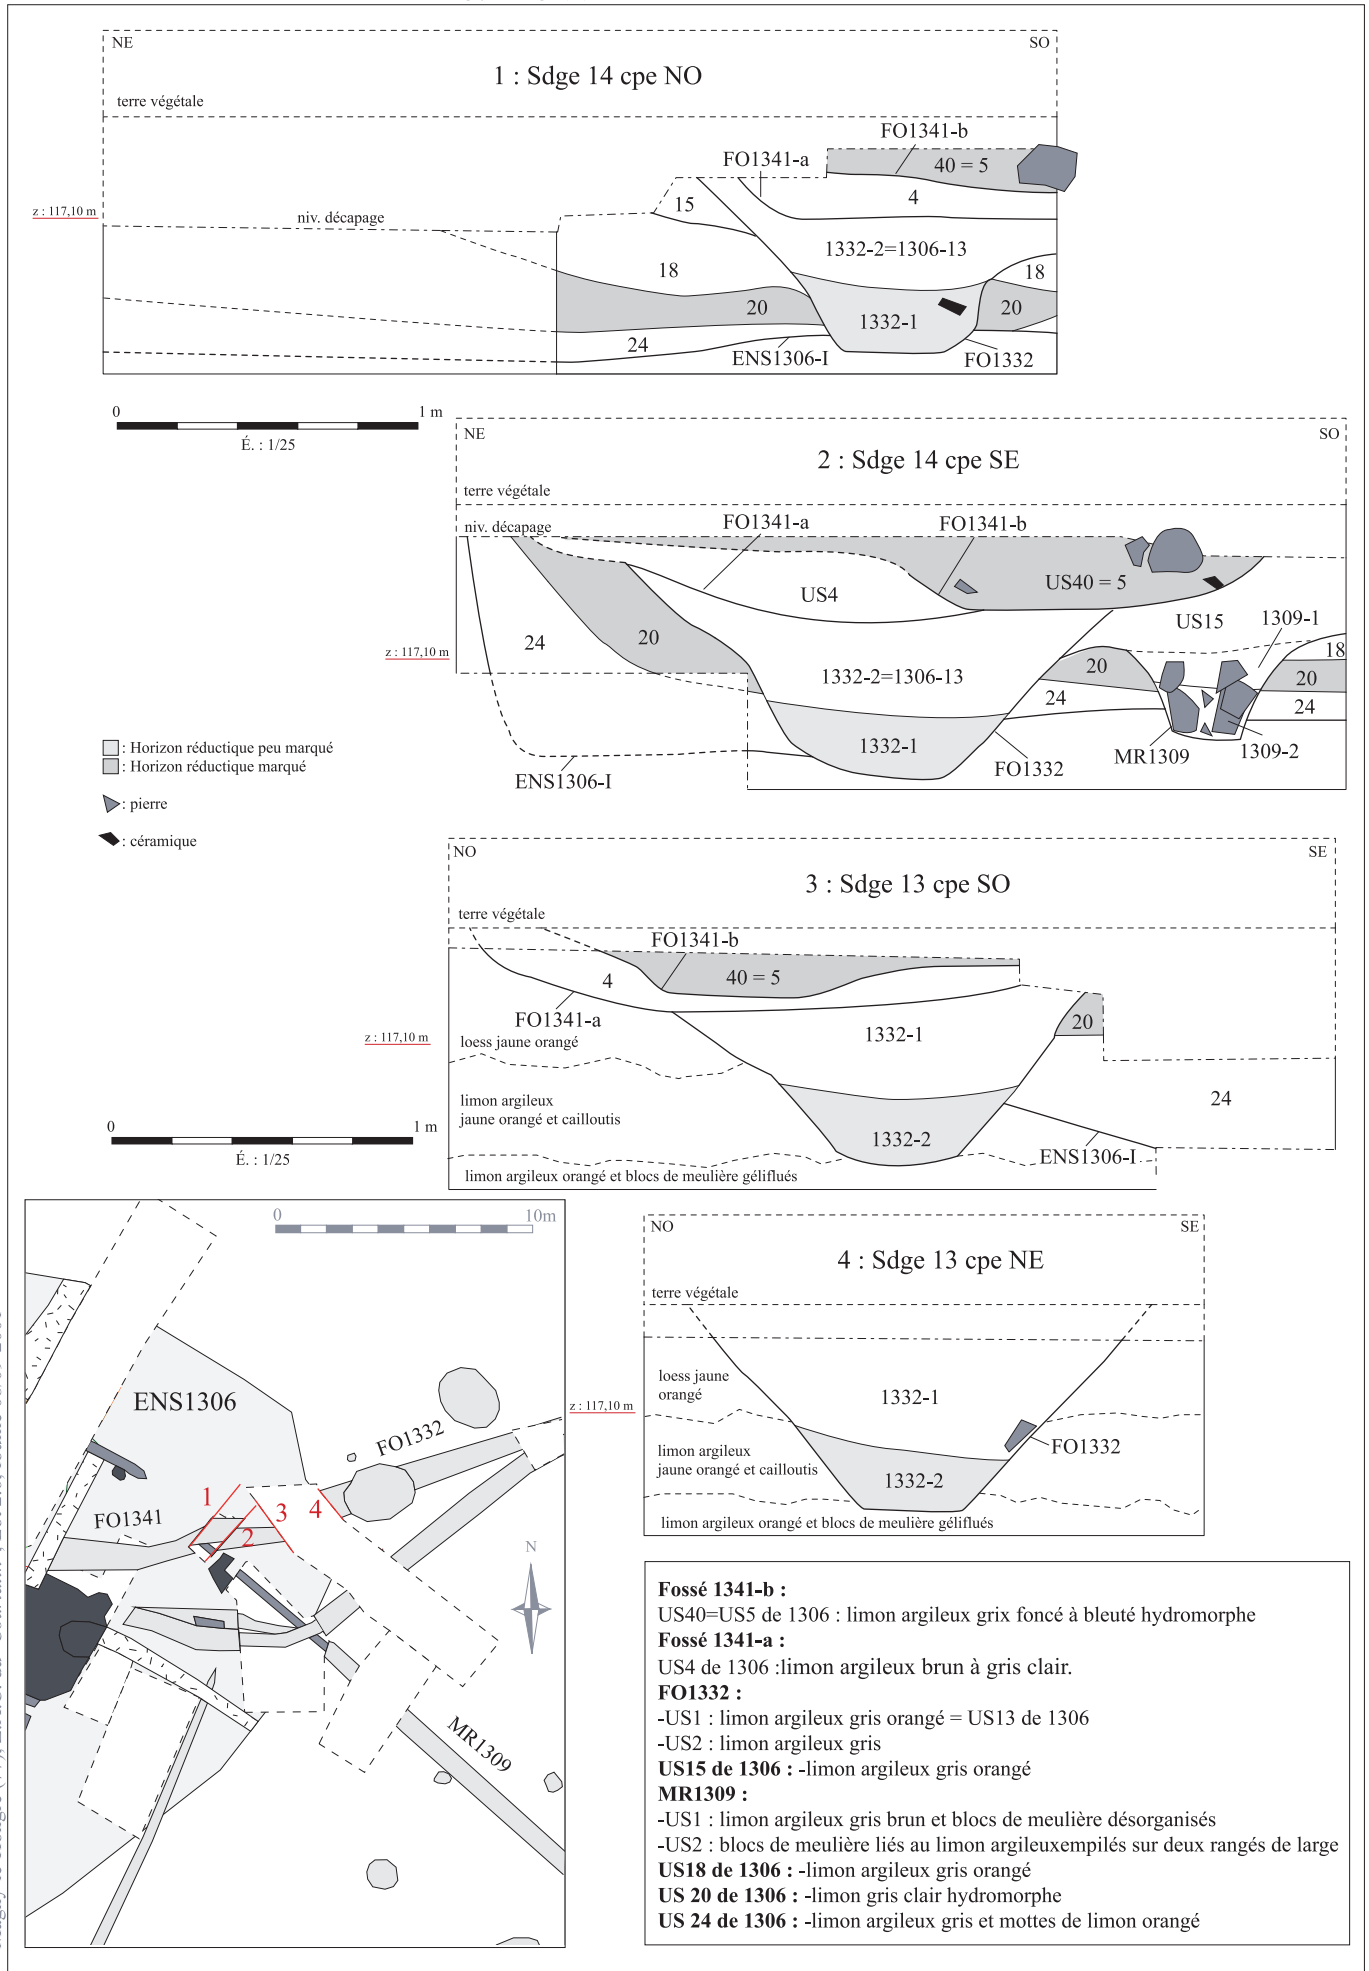 NE
SO
1 : Sdge 14 cpe NO
terre végétale
FO1341-b
FO1341-a
40 = 5
4
15
z : 117,10 m
niv. décapage
1332-2=1306-13
18
18
20
20
1332-1
24
ENS1306-I
FO1332
0
1 m
É. : 1/25
NE
SO
2 : Sdge 14 cpe SE
terre végétale
niv. décapage
FO1341-a
FO1341-b
US4
US40 = 5
US15
1309-1
24
20
20
18
z : 117,10 m
1332-2=1306-13
20
24
24
1332-1
FO1332
MR1309
1309-2
ENS1306-I
: Horizon réductique peu marqué
: Horizon réductique marqué
: pierre
: céramique
NO
SE
3 : Sdge 13 cpe SO
terre végétale
FO1341-b
4
40 = 5
FO1341-a
20
z : 117,10 m
loess jaune orangé
1332-1
limon argileux
jaune orangé et cailloutis
24
1332-2
ENS1306-I
limon argileux orangé et blocs de meulière géliflués
0
1 m
É. : 1/25
0
10m
ENS1306
FO1332
FO1341
1
2
3
4
N
MR1309
NO
SE
4 : Sdge 13 cpe NE
terre végétale
loess jaune
orangé
1332-1
z : 117,10 m
FO1332
limon argileux
jaune orangé et cailloutis
1332-2
limon argileux orangé et blocs de meulière géliflués
Fossé 1341-b :
US40=US5 de 1306 : limon argileux grix foncé à bleuté hydromorphe
Fossé 1341-a :
US4 de 1306 :limon argileux brun à gris clair.
FO1332 :
-US1 : limon argileux gris orangé = US13 de 1306
-US2 : limon argileux gris
US15 de 1306 : -limon argileux gris orangé
MR1309 :
-US1 : limon argileux gris brun et blocs de meulière désorganisés
-US2 : blocs de meulière liés au limon argileuxempilés sur deux rangés de large
US18 de 1306 : -limon argileux gris orangé
US 20 de 1306 : -limon gris clair hydromorphe
US 24 de 1306 : -limon argileux gris et mottes de limon orangé